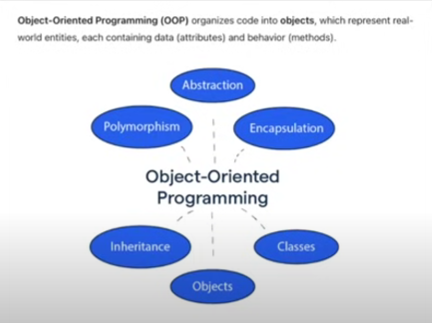 Object-Oriented Programming (OOP) organizes code into objects, which represent real-
world entities, each containing data (attributes) and behavior (methods).
Abstraction
Polymorphism
Encapsulation
Object-Oriented
Programming
Inheritance
Classes
Objects